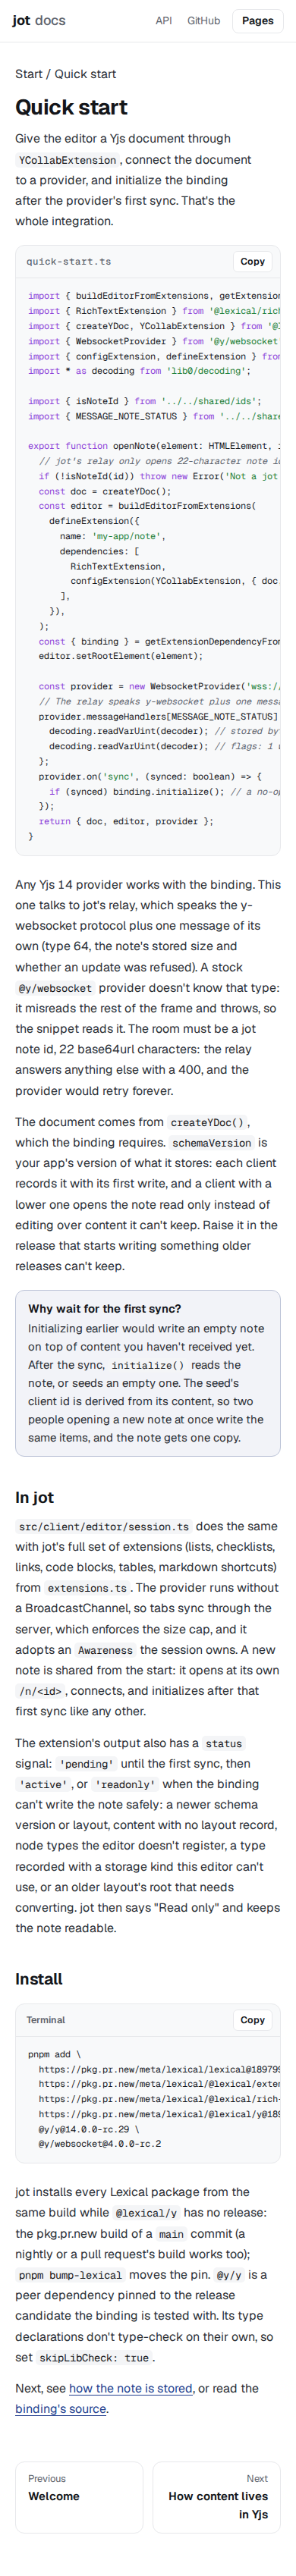 jot docs
API GitHub Pages
Start / Quick start
Quick start
Give the editor a Yjs document through
YCollabExtension, connect the document
to a provider, and initialize the binding
after the provider's first sync. That's the
whole integration.
quick-start.ts Copy
import { buildEditorFromExtensions, getExtension
import { RichTextExtension } from '@lexical/rich
import { createYDoc, YCollabExtension } from '@l
import { WebsocketProvider } from '@y/websocket
import { configExtension, defineExtension } from
import * as decoding from 'lib0/decoding';
import { isNoteId } from '../../shared/ids';
import { MESSAGE_NOTE_STATUS } from '../../share
export function openNote(element: HTMLElement, i
// jot's relay only opens 22-character note id
if (!isNoteId(id)) throw new Error('Not a jot
const doc = createYDoc();
const editor = buildEditorFromExtensions(
defineExtension({
name: 'my-app/note',
dependencies: [
RichTextExtension,
configExtension(YCollabExtension, { doc
],
}),
);
const { binding } = getExtensionDependencyFrom
editor.setRootElement(element);
const provider = new WebsocketProvider('wss:/
// The relay speaks y-websocket plus one messa
provider.messageHandlers[MESSAGE_NOTE_STATUS]
decoding.readVarUint(decoder); // stored by
decoding.readVarUint(decoder); // flags: 1
};
provider.on('sync', (synced: boolean) => {
if (synced) binding.initialize(); // a no-op
});
return { doc, editor, provider };
}
Any Yjs 14 provider works with the binding. This
one talks to jot's relay, which speaks the y-
websocket protocol plus one message of its
own (type 64, the note's stored size and
whether an update was refused). A stock
@y/websocket provider doesn't know that type:
it misreads the rest of the frame and throws, so
the snippet reads it. The room must be a jot
note id, 22 base64url characters: the relay
answers anything else with a 400, and the
provider would retry forever.
The document comes from createYDoc(),
which the binding requires. schemaVersion is
your app's version of what it stores: each client
records it with its first write, and a client with a
lower one opens the note read only instead of
editing over content it can't keep. Raise it in the
release that starts writing something older
releases can't keep.
Why wait for the first sync?
Initializing earlier would write an empty note
on top of content you haven't received yet.
After the sync, initialize() reads the
note, or seeds an empty one. The seed's
client id is derived from its content, so two
people opening a new note at once write the
same items, and the note gets one copy.
In jot
src/client/editor/session.ts does the same
with jot's full set of extensions (lists, checklists,
links, code blocks, tables, markdown shortcuts)
from extensions.ts. The provider runs without
a BroadcastChannel, so tabs sync through the
server, which enforces the size cap, and it
adopts an Awareness the session owns. A new
note is shared from the start: it opens at its own
/n/<id>, connects, and initializes after that
first sync like any other.
The extension's output also has a status
signal: 'pending' until the first sync, then
'active', or 'readonly' when the binding
can't write the note safely: a newer schema
version or layout, content with no layout record,
node types the editor doesn't register, a type
recorded with a storage kind this editor can't
use, or an older layout's root that needs
converting. jot then says "Read only" and keeps
the note readable.
Install
Terminal Copy
pnpm add \
https://pkg.pr.new/meta/lexical/lexical@189799
https://pkg.pr.new/meta/lexical/@lexical/exten
https://pkg.pr.new/meta/lexical/@lexical/rich-
https://pkg.pr.new/meta/lexical/@lexical/y@189
@y/y@14.0.0-rc.29 \
@y/websocket@4.0.0-rc.2
jot installs every Lexical package from the
same build while @lexical/y has no release:
the pkg.pr.new build of a main commit (a
nightly or a pull request's build works too);
pnpm bump-lexical moves the pin. @y/y is a
peer dependency pinned to the release
candidate the binding is tested with. Its type
declarations don't type-check on their own, so
set skipLibCheck: true.
Next, see how the note is stored, or read the
binding's source.
Previous
Welcome
Next
How content lives
in Yjs